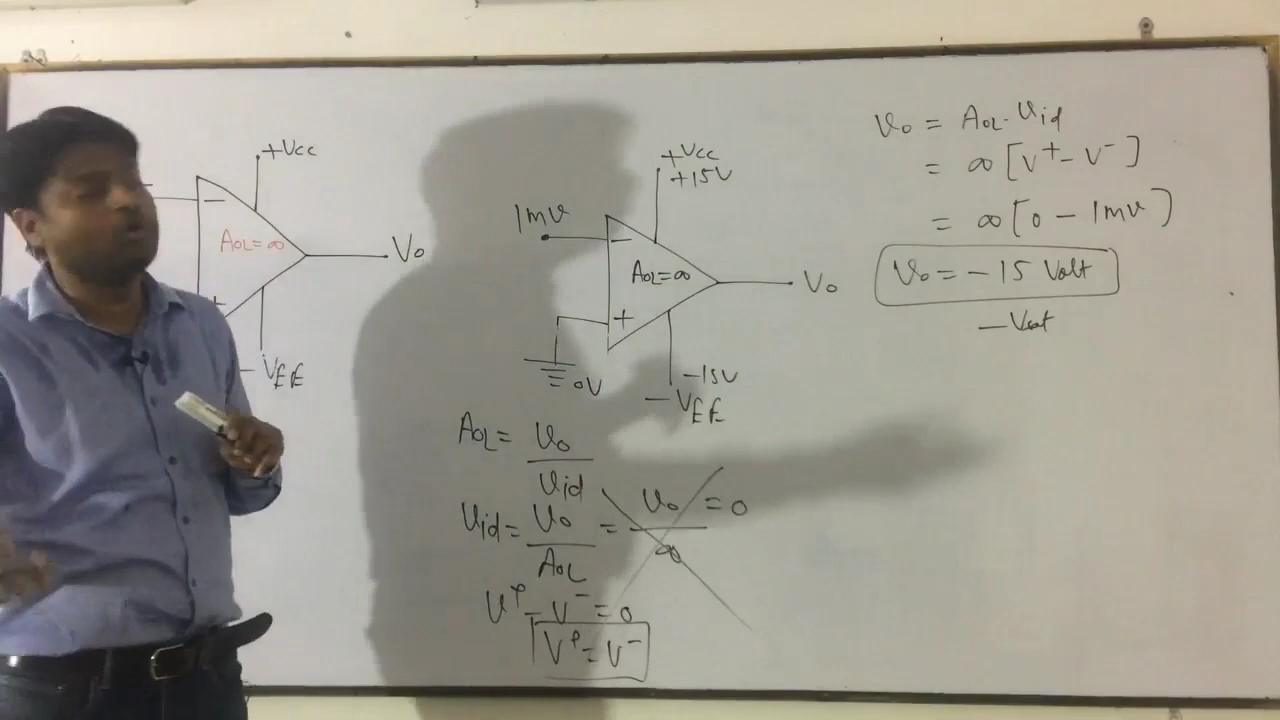 +Vcc
−
AOL=∞
Vo
+
− VEE
+Vcc
+15V
1mV
−
AOL=∞
Vo
+
0V
−15V
−VEE
AOL= Vo
Vid
Vid= Vo = Vo = 0
AOL ∞
V+ − V− = 0
V+ = V−
Vo = AOL. Vid
= ∞ [V+ − V−]
= ∞ [0 − 1mV]
Vo = −15 Volt
−Vsat